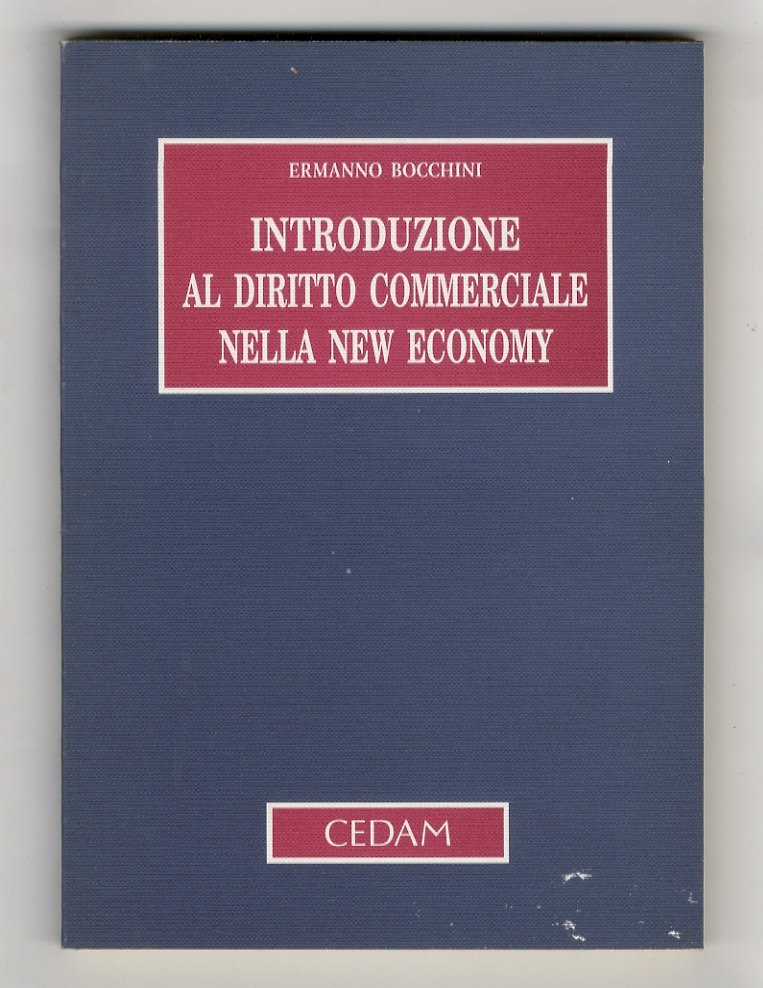 ERMANNO BOCCHINI
INTRODUZIONE
AL DIRITTO COMMERCIALE
NELLA NEW ECONOMY
CEDAM